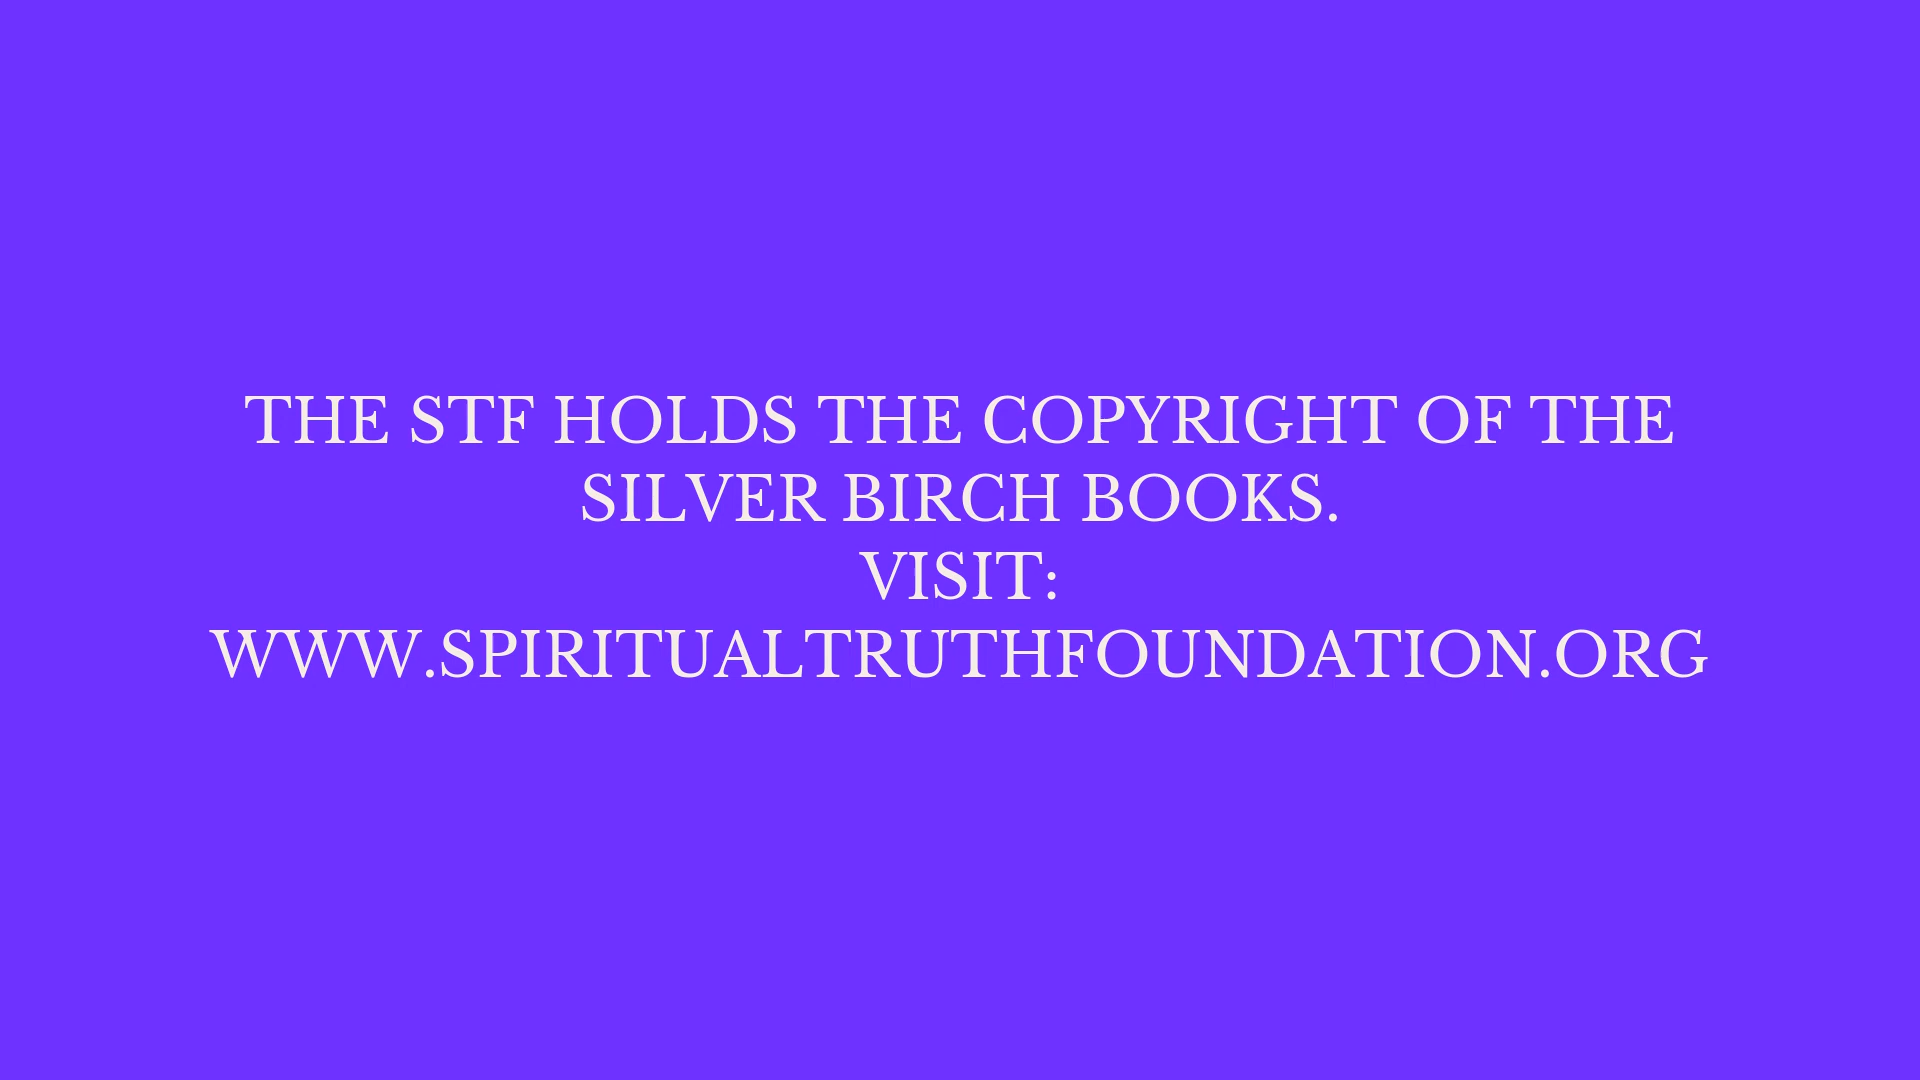 THE STF HOLDS THE COPYRIGHT OF THE
SILVER BIRCH BOOKS.
VISIT:
WWW.SPIRITUALTRUTHFOUNDATION.ORG